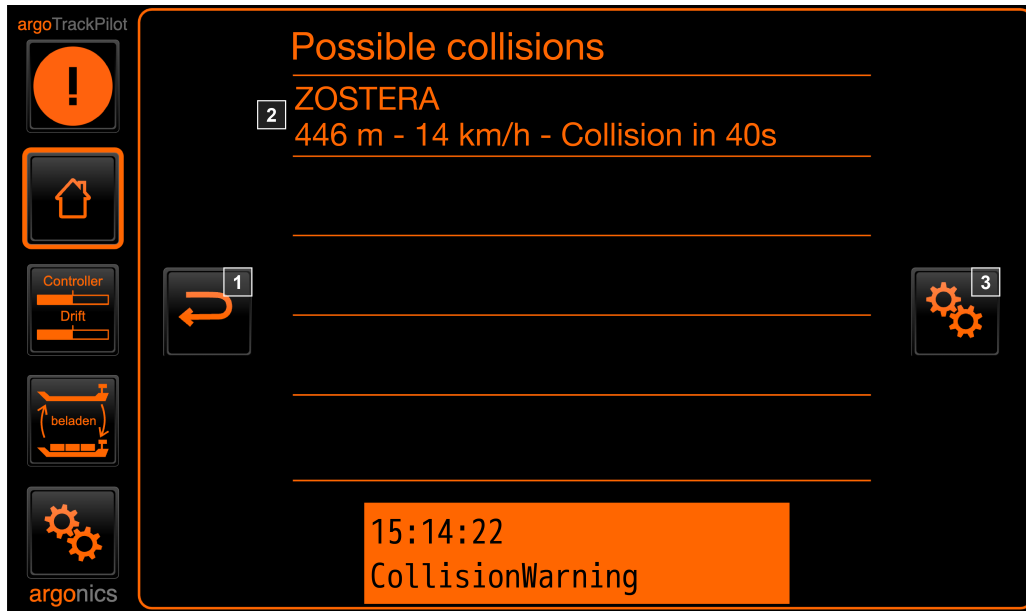 argoTrackPilot
!
Controller
Drift
beladen
argonics
Possible collisions
2
ZOSTERA
446 m - 14 km/h - Collision in 40s
1
3
15:14:22
CollisionWarning